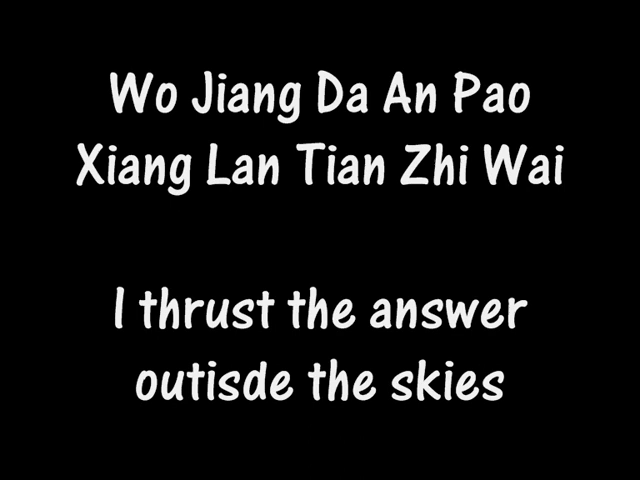 Wo Jiang Da An Pao
Xiang Lan Tian Zhi Wai
I thrust the answer
outisde the skies